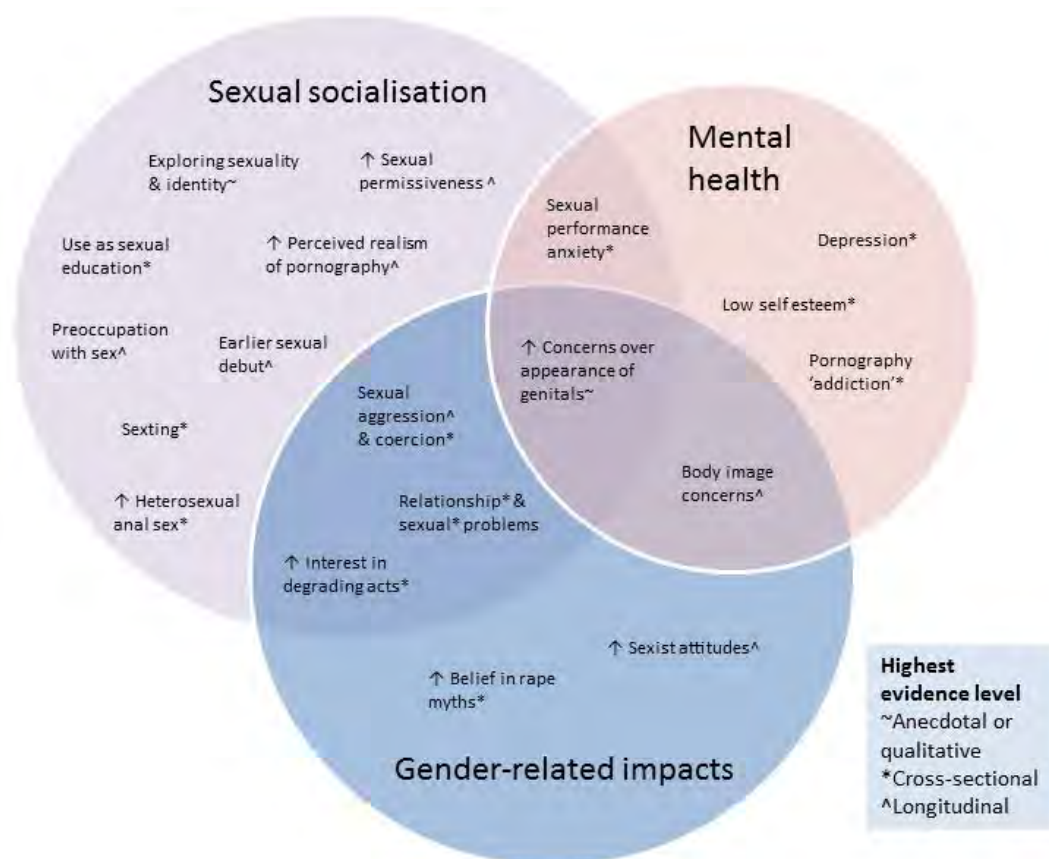 Sexual socialisation
Exploring sexuality
& identity~
↑ Sexual
permissiveness ^
Use as sexual
education*
↑ Perceived realism
of pornography^
Preoccupation
with sex^
Earlier sexual
debut^
Sexting*
↑ Heterosexual
anal sex*
Mental
health
Sexual
performance
anxiety*
Depression*
Low self esteem*
Pornography
'addiction'*
↑ Concerns over
appearance of
genitals~
Body image
concerns^
Sexual
aggression^
& coercion*
Relationship* &
sexual* problems
↑ Interest in
degrading acts*
↑ Sexist attitudes^
↑ Belief in rape
myths*
Gender-related impacts
Highest
evidence level
~Anecdotal or
qualitative
*Cross-sectional
^Longitudinal